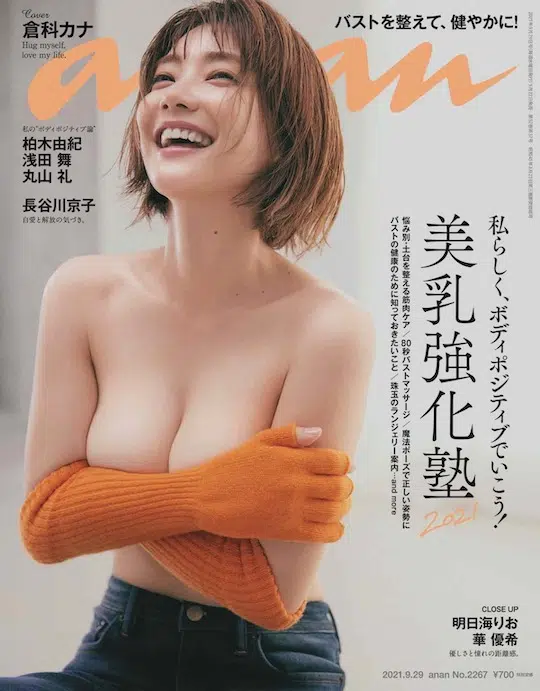 Cover
倉科カナ
Hug myself,
love my life.
バストを整えて、健やかに!
anan
私の“ボディポジティブ論”
柏木由紀
浅田 舞
丸山 礼
長谷川京子
自愛と解放の気づき。
私らしく、ボディポジティブでいこう!
美乳強化塾
2021
悩み別・土台を整える筋肉ケア/80秒バストマッサージ/魔法ポーズで正しい姿勢に
バストの健康のために知っておきたいこと/珠玉のランジェリー案内…and more
CLOSE UP
明日海りお
華 優希
優しさと憧れの距離感。
2021.9.29 anan No.2267 ¥700 特別定価